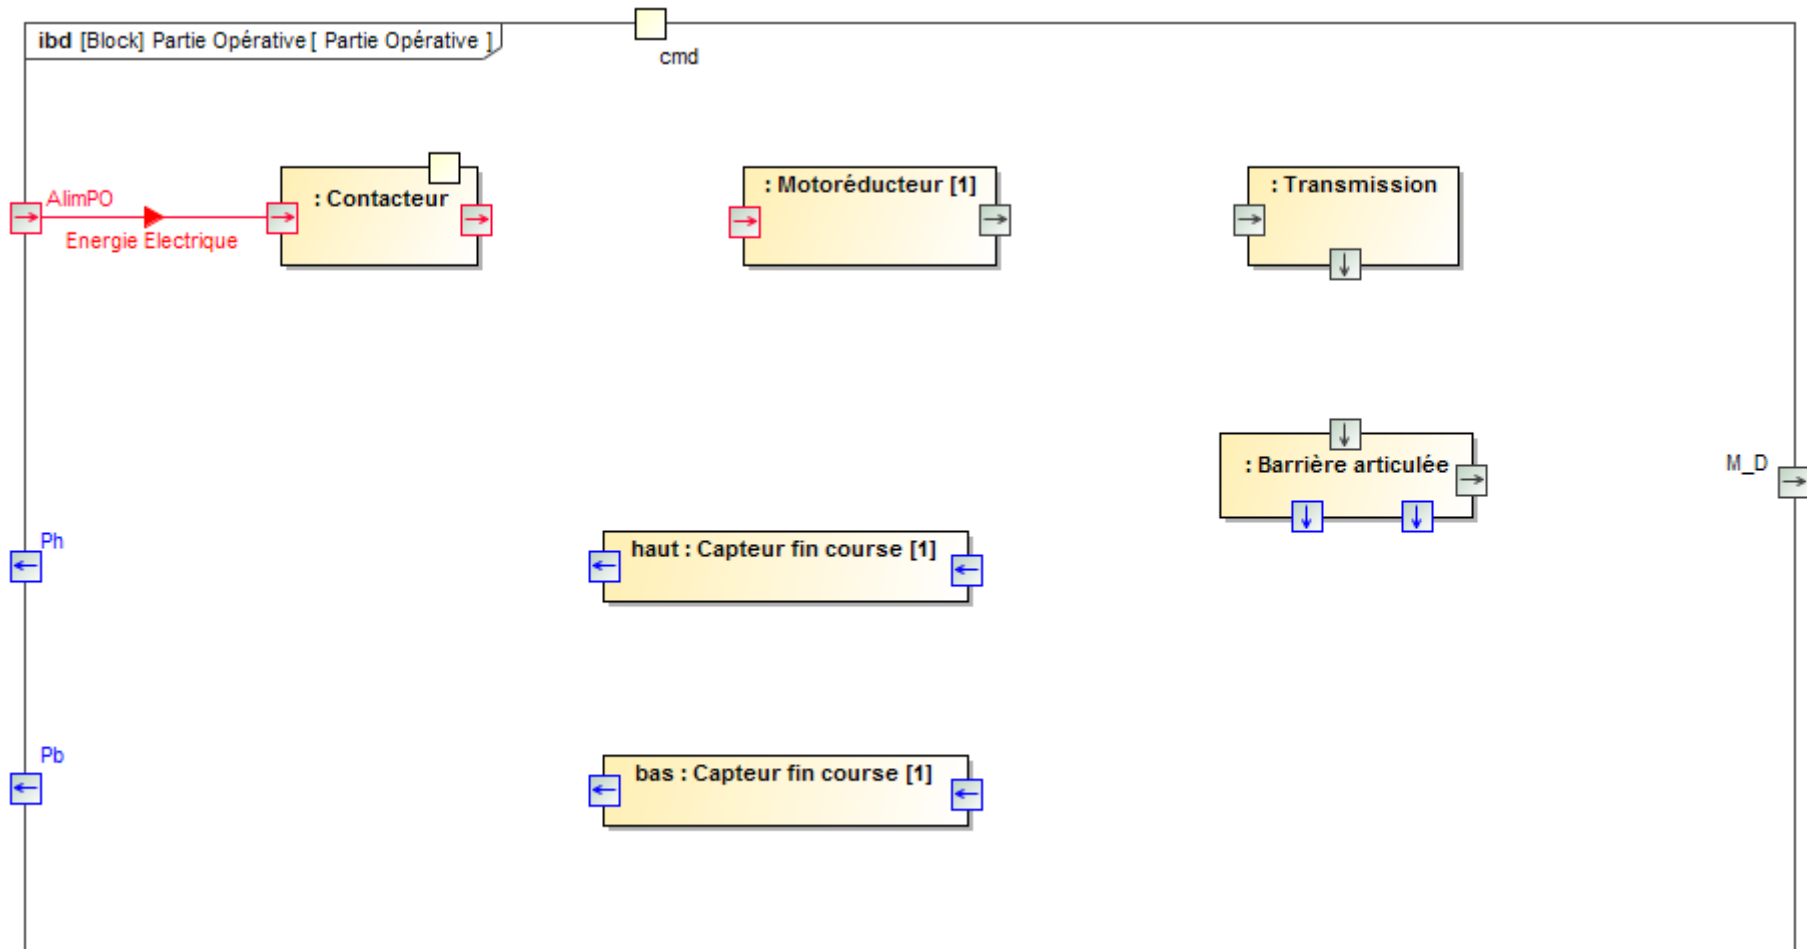 ibd [Block] Partie Opérative [ Partie Opérative ]
cmd
AlimPO
Energie Electrique
: Contacteur
: Motoréducteur [1]
: Transmission
: Barrière articulée
M_D
Ph
haut : Capteur fin course [1]
Pb
bas : Capteur fin course [1]